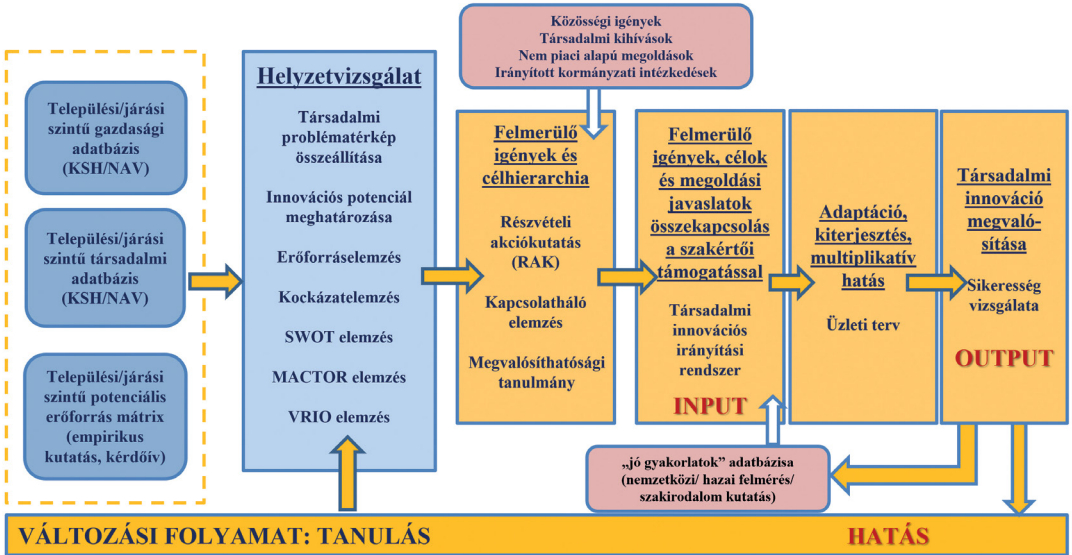 Települési/járási
szintű gazdasági
adatbázis
(KSH/NAV)
Települési/járási
szintű társadalmi
adatbázis
(KSH/NAV)
Települési/járási
szintű potenciális
erőforrás mátrix
(empirikus
kutatás, kérdőív)
Helyzetvizsgálat
Társadalmi
problématérkép
összeállítása
Innovációs potenciál
meghatározása
Erőforráselemzés
Kockázatelemzés
SWOT elemzés
MACTOR elemzés
VRIO elemzés
Közösségi igények
Társadalmi kihívások
Nem piaci alapú megoldások
Irányított kormányzati intézkedések
Felmerülő
igények és
célhierarchia
Részvételi
akciókutatás
(RAK)
Kapcsolatháló
elemzés
Megvalósíthatósági
tanulmány
Felmerülő
igények, célok
és megoldási
javaslatok
összekapcsolás
a szakértői
támogatással
Társadalmi
innovációs
irányítási
rendszer
INPUT
Adaptáció,
kiterjesztés,
multiplikatív
hatás
Üzleti terv
Társadalmi
innováció
megvaló-
sítása
Sikeresség
vizsgálata
OUTPUT
„jó gyakorlatok” adatbázisa
(nemzetközi/ hazai felmérés/
szakirodalom kutatás)
VÁLTOZÁSI FOLYAMAT: TANULÁS
HATÁS